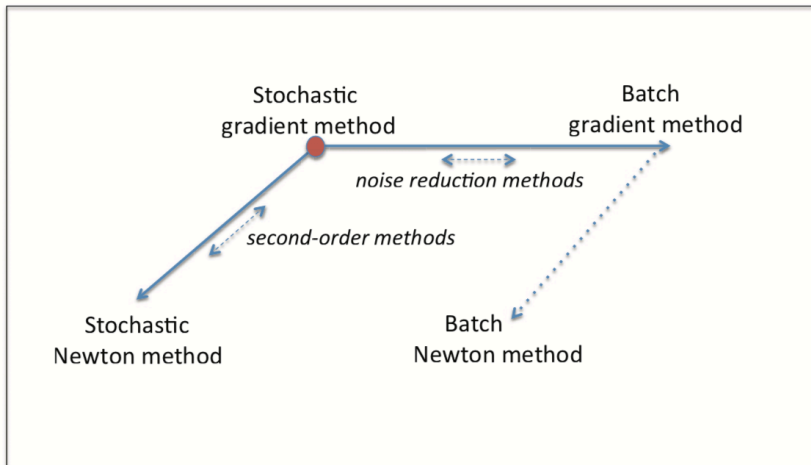 Stochastic
gradient method
Batch
gradient method
noise reduction methods
second-order methods
Stochastic
Newton method
Batch
Newton method